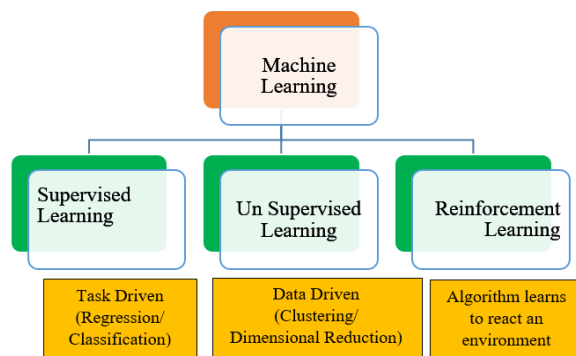 Machine
Learning
Supervised
Learning
Un Supervised
Learning
Reinforcement
Learning
Task Driven
(Regression/
Classification)
Data Driven
(Clustering/
Dimensional Reduction)
Algorithm learns
to react an
environment